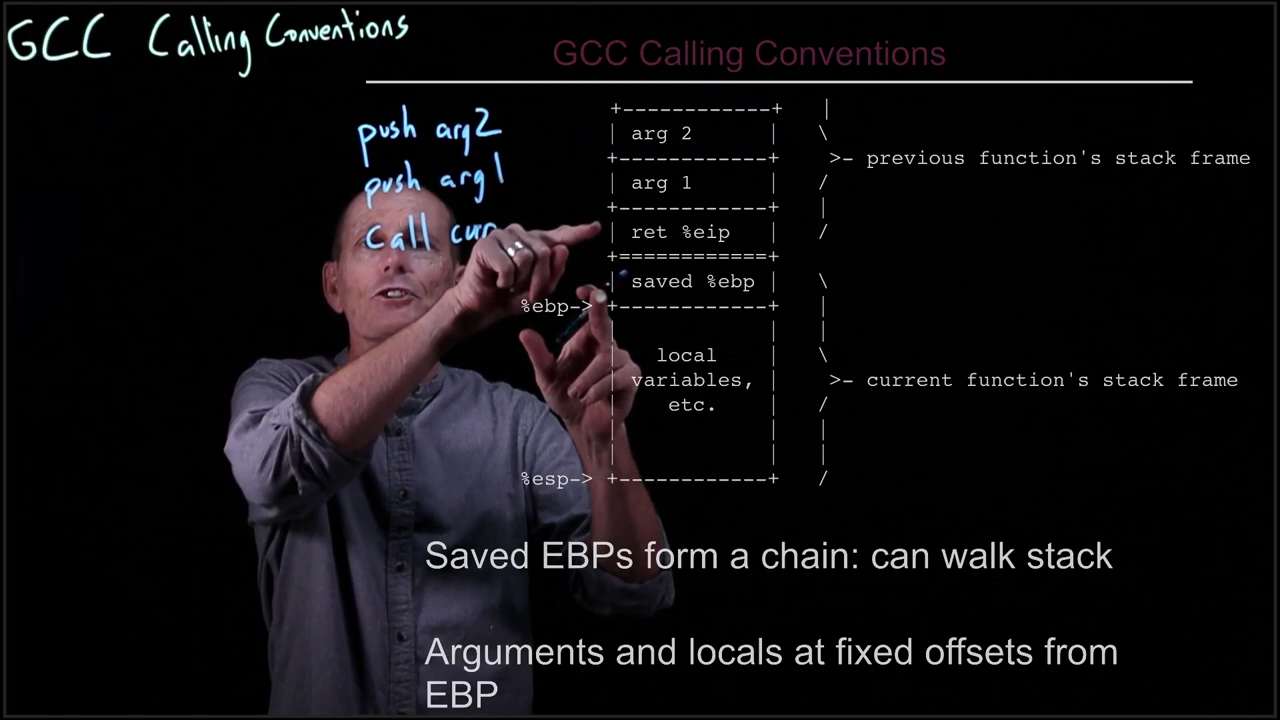 GCC Calling Conventions
GCC Calling Conventions
push arg2
push arg1
Call
+------------+ |
| arg 2 | \
+------------+ >- previous function's stack frame
| arg 1 | /
+------------+ |
| ret %eip | /
+============+
| saved %ebp | \
%ebp-> +------------+ |
| | |
| local | \
| variables, | >- current function's stack frame
| etc. | /
| | |
| | |
%esp-> +------------+ /
Saved EBPs form a chain: can walk stack
Arguments and locals at fixed offsets from
EBP